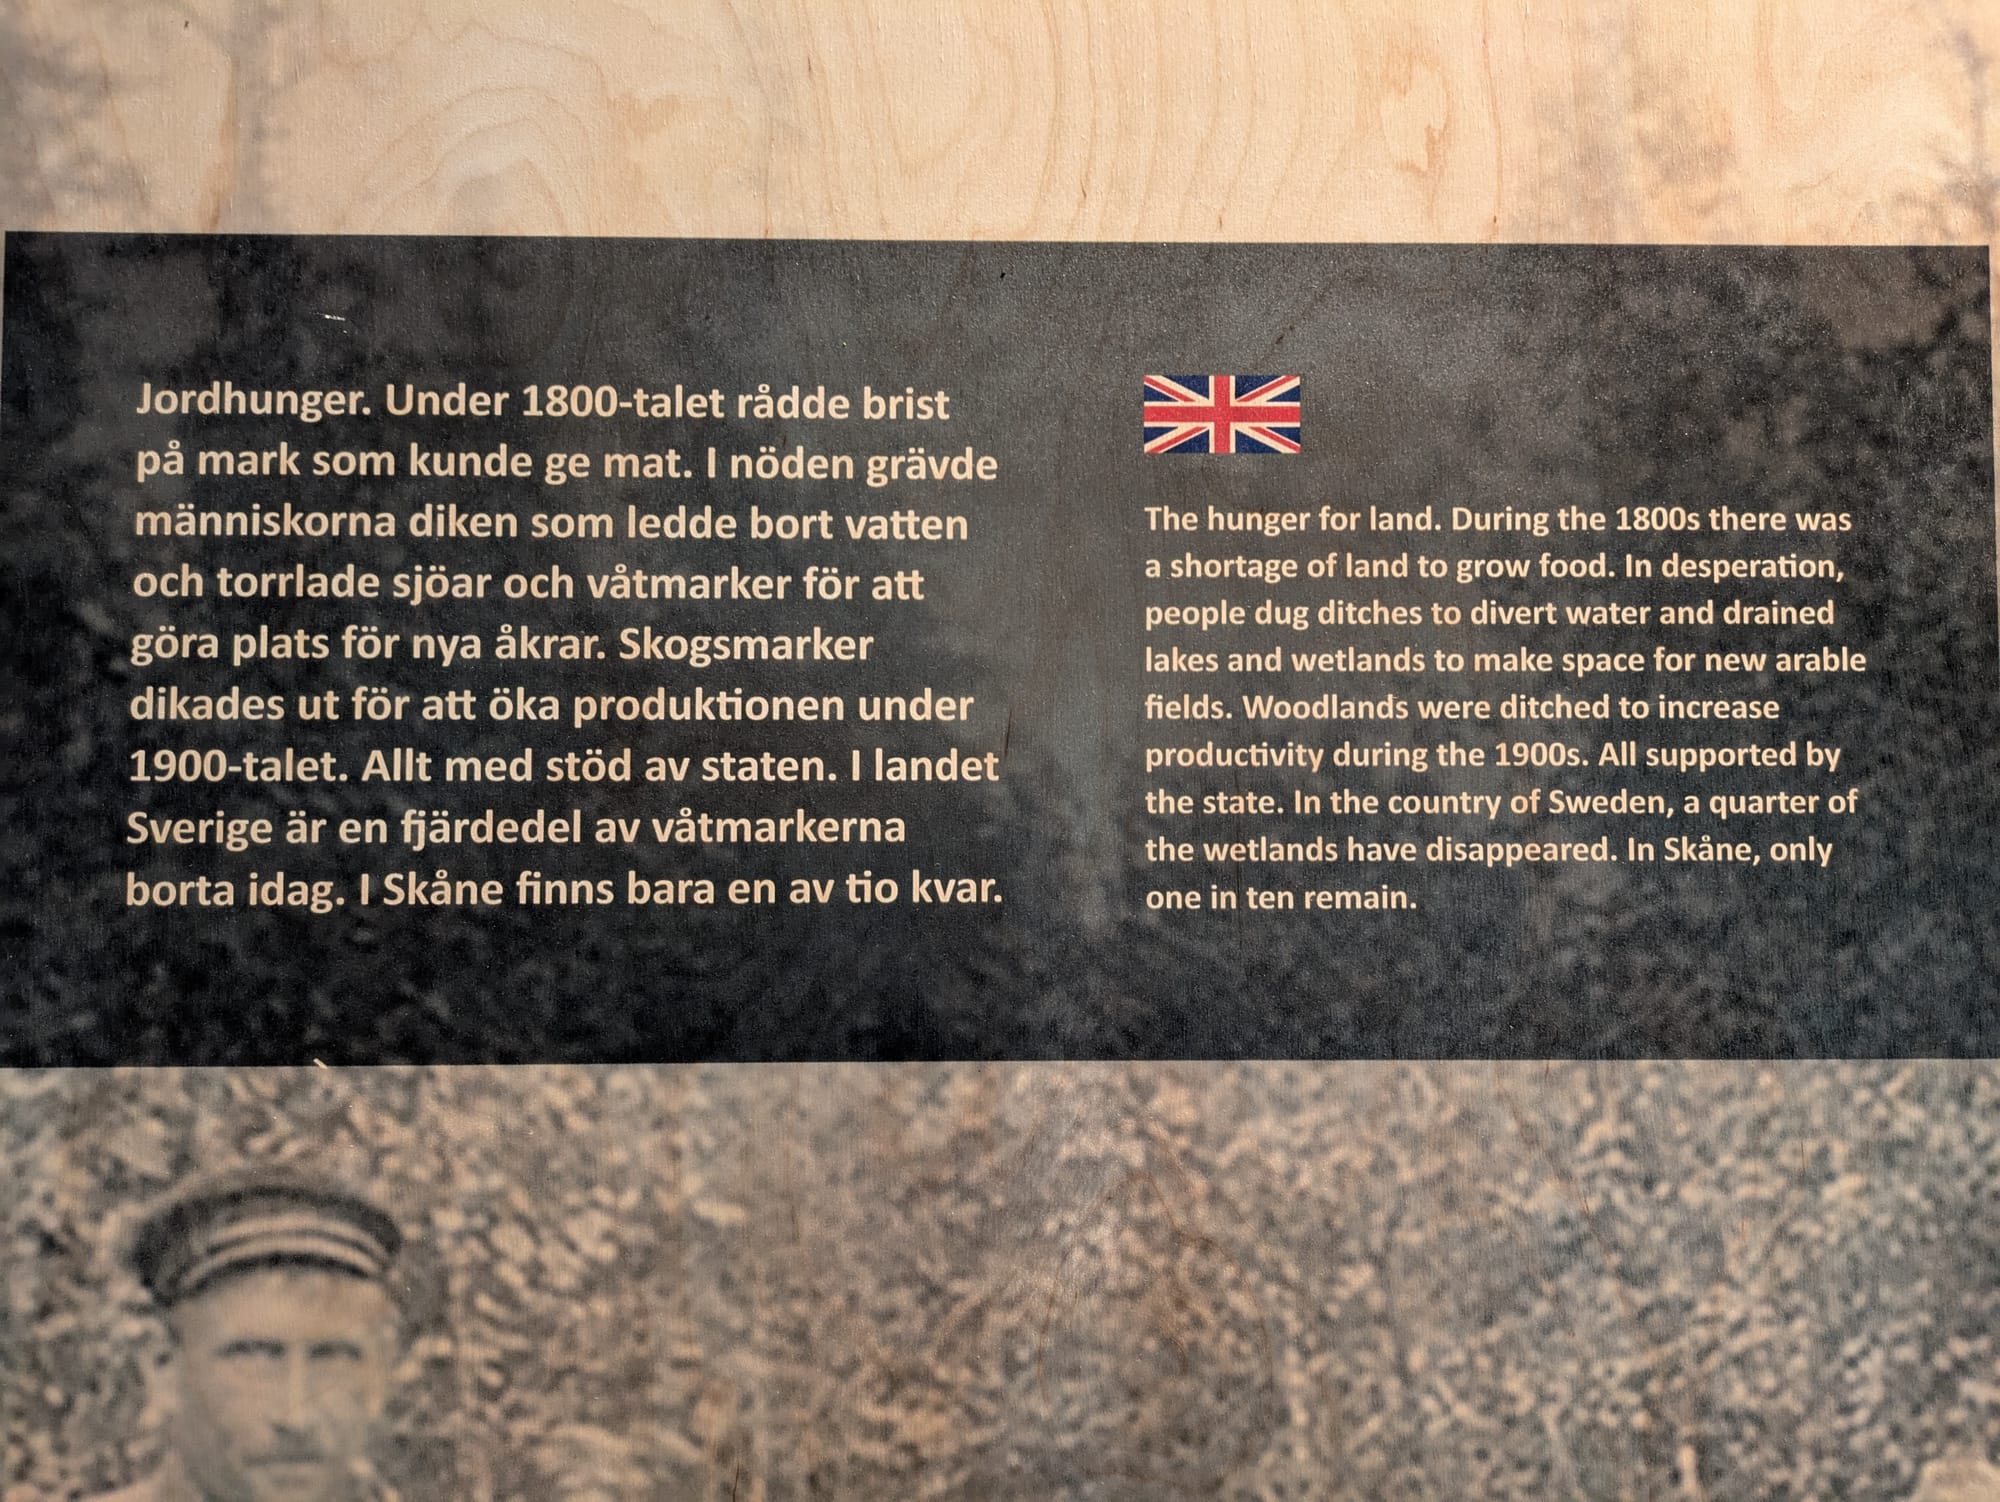 Jordhunger. Under 1800-talet rådde brist
på mark som kunde ge mat. I nöden grävde
människorna diken som ledde bort vatten
och torrlade sjöar och våtmarker för att
göra plats för nya åkrar. Skogsmarker
dikades ut för att öka produktionen under
1900-talet. Allt med stöd av staten. I landet
Sverige är en fjärdedel av våtmarkerna
borta idag. I Skåne finns bara en av tio kvar.
The hunger for land. During the 1800s there was
a shortage of land to grow food. In desperation,
people dug ditches to divert water and drained
lakes and wetlands to make space for new arable
fields. Woodlands were ditched to increase
productivity during the 1900s. All supported by
the state. In the country of Sweden, a quarter of
the wetlands have disappeared. In Skåne, only
one in ten remain.